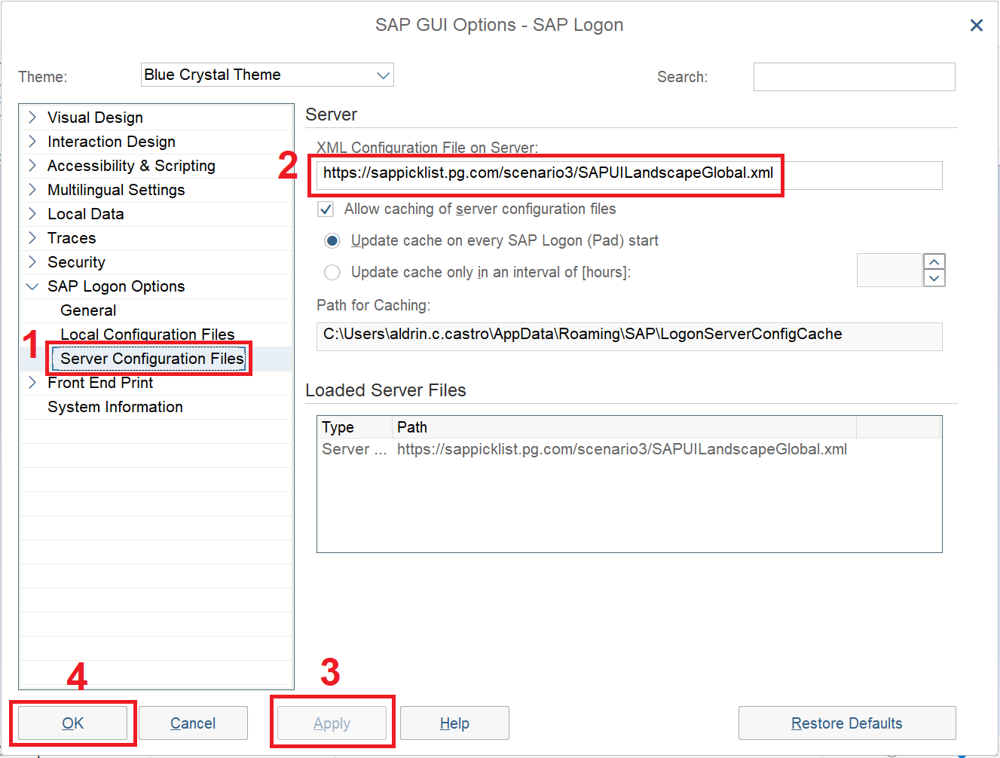 SAP GUI Options - SAP Logon
Theme:
Blue Crystal Theme
Search:
Visual Design
Interaction Design
Accessibility & Scripting
Multilingual Settings
Local Data
Traces
Security
SAP Logon Options
General
Local Configuration Files
1
Server Configuration Files
Front End Print
System Information
Server
XML Configuration File on Server:
2
https://sappicklist.pg.com/scenario3/SAPUILandscapeGlobal.xml
Allow caching of server configuration files
Update cache on every SAP Logon (Pad) start
Update cache only in an interval of [hours]:
Path for Caching:
C:\Users\aldrin.c.castro\AppData\Roaming\SAP\LogonServerConfigCache
Loaded Server Files
Type Path
Server ... https://sappicklist.pg.com/scenario3/SAPUILandscapeGlobal.xml
4
3
OK
Cancel
Apply
Help
Restore Defaults